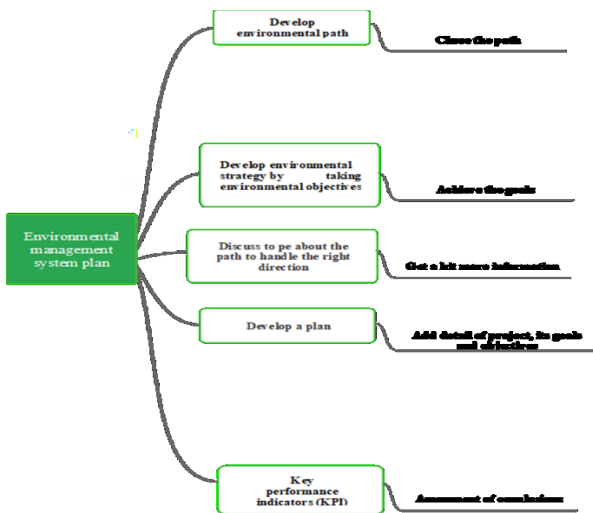 Develop
environmental path
the path
Develop environmental
strategy by taking
environmental objectives
Achieve the goals
Environmental
management
system plan
Discuss to pe about the
path to handle the right
direction
Get a bit more information
Develop a plan
Add detail of project, its goals
and objectives
Key
performance
indicators (KPI)
Assessment of conclusions